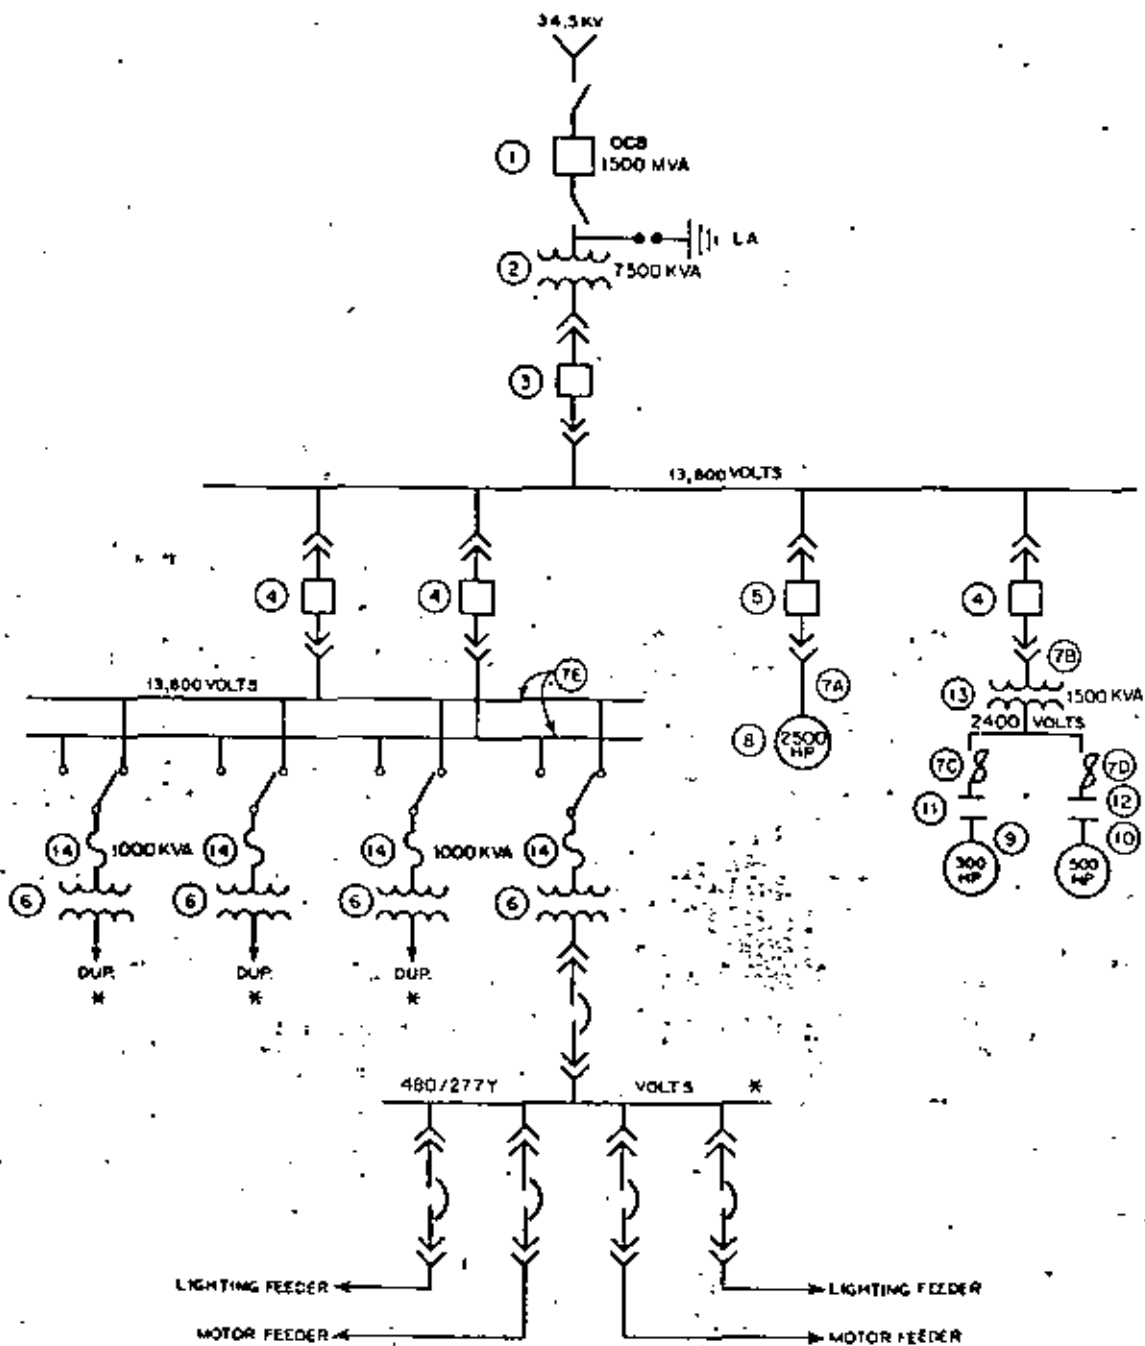 34.5KV
OCB
1 1500 MVA
LA
2 7500 KVA
3
13,800 VOLTS
4 4 5 4
7E 7B
13,800 VOLTS 7A 13 1500 KVA
2400 VOLTS
8 2500 HP
7C 7D
11 12
9 10
300 HP 500 HP
14 1000 KVA 14 14 1000 KVA 14
6 6 6 6
DUP. DUP. DUP.
* * *
480/277Y VOLTS *
LIGHTING FEEDER LIGHTING FEEDER
MOTOR FEEDER MOTOR FEEDER